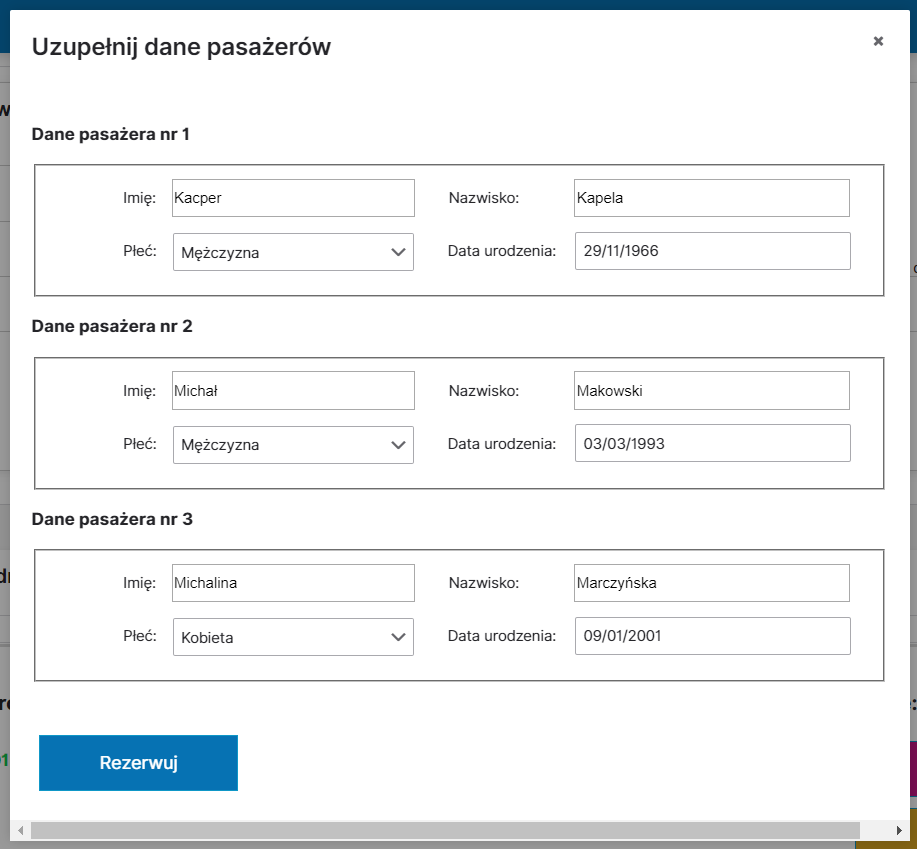 Uzupełnij dane pasażerów
Dane pasażera nr 1
Imię: Kacper Nazwisko: Kapela
Płeć: Mężczyzna Data urodzenia: 29/11/1966
Dane pasażera nr 2
Imię: Michał Nazwisko: Makowski
Płeć: Mężczyzna Data urodzenia: 03/03/1993
Dane pasażera nr 3
Imię: Michalina Nazwisko: Marczyńska
Płeć: Kobieta Data urodzenia: 09/01/2001
Rezerwuj